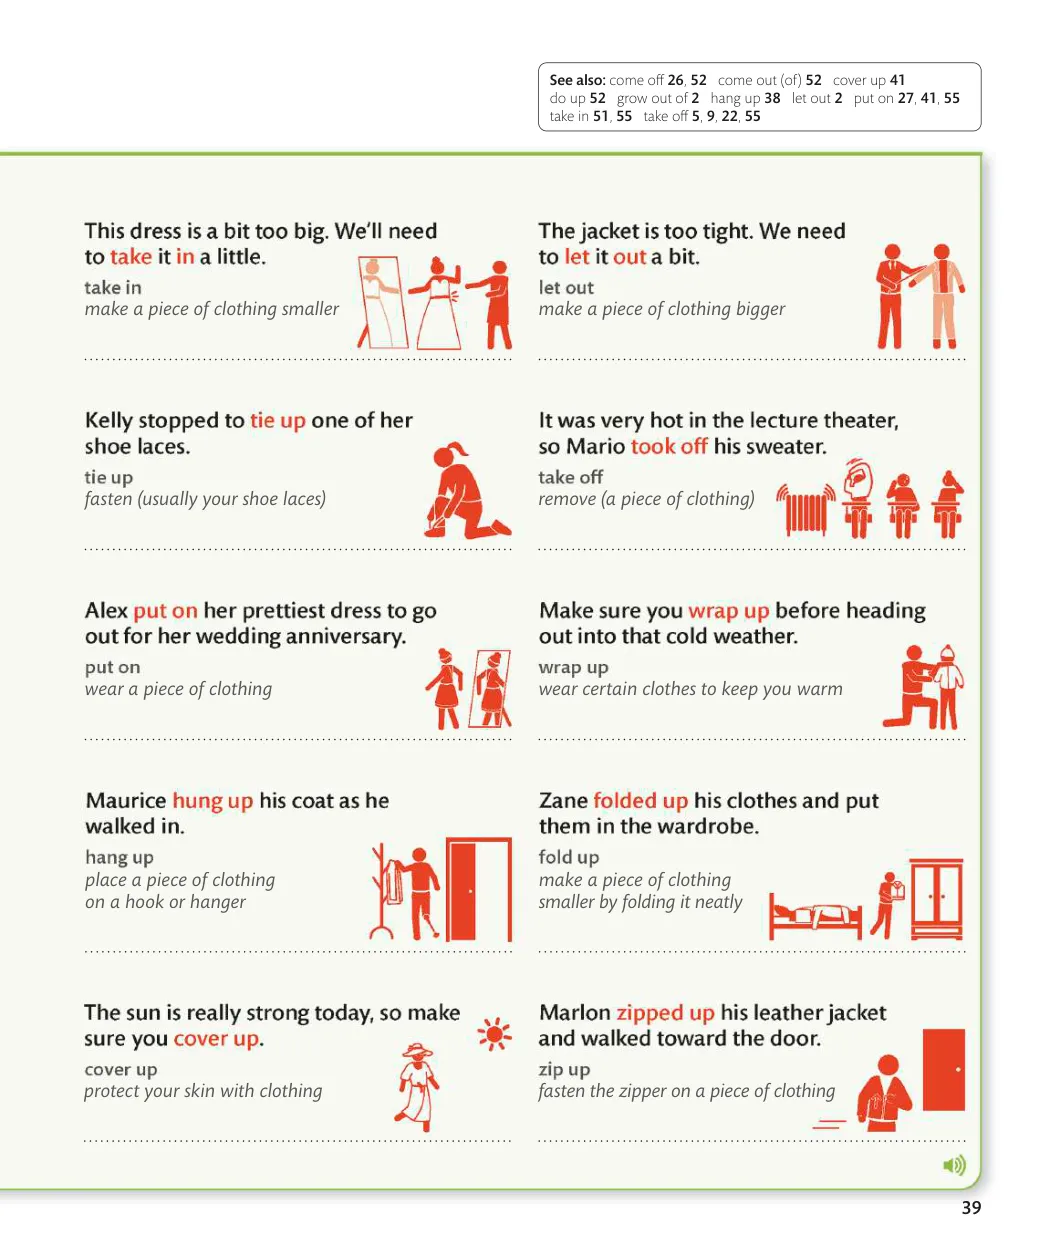 See also: come off 26, 52 come out (of) 52 cover up 41
do up 52 grow out of 2 hang up 38 let out 2 put on 27, 41, 55
take in 51, 55 take off 5, 9, 22, 55
This dress is a bit too big. We'll need
to take it in a little.
take in
make a piece of clothing smaller
The jacket is too tight. We need
to let it out a bit.
let out
make a piece of clothing bigger
Kelly stopped to tie up one of her
shoe laces.
tie up
fasten (usually your shoe laces)
It was very hot in the lecture theater,
so Mario took off his sweater.
take off
remove (a piece of clothing)
Alex put on her prettiest dress to go
out for her wedding anniversary.
put on
wear a piece of clothing
Make sure you wrap up before heading
out into that cold weather.
wrap up
wear certain clothes to keep you warm
Maurice hung up his coat as he
walked in.
hang up
place a piece of clothing
on a hook or hanger
Zane folded up his clothes and put
them in the wardrobe.
fold up
make a piece of clothing
smaller by folding it neatly
The sun is really strong today, so make
sure you cover up.
cover up
protect your skin with clothing
Marlon zipped up his leather jacket
and walked toward the door.
zip up
fasten the zipper on a piece of clothing
39